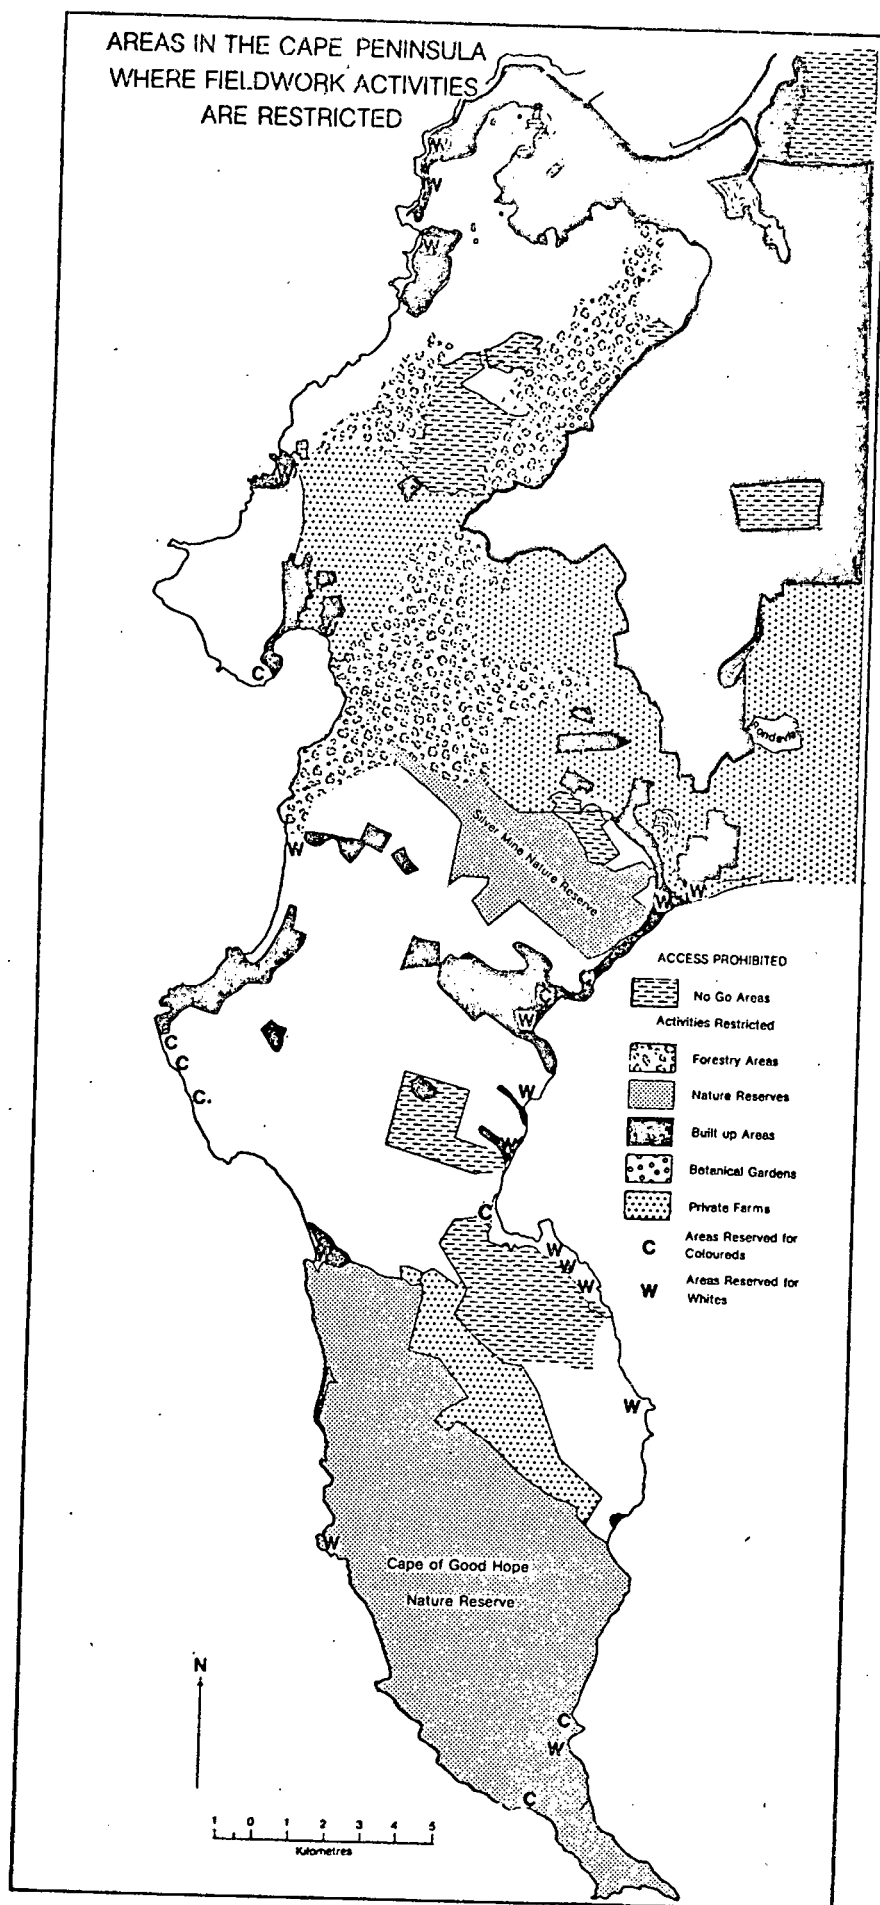 AREAS IN THE CAPE PENINSULA
WHERE FIELDWORK ACTIVITIES
ARE RESTRICTED
W
W
W
W
C
Rondevlei
Silver Mine Nature Reserve
W
W
W
C
C
W
C
C
C.
W
W
C
W
W
W
W
W
W
Cape of Good Hope
Nature Reserve
C
W
C
ACCESS PROHIBITED
No Go Areas
Activities Restricted
Forestry Areas
Nature Reserves
Built up Areas
Botanical Gardens
Private Farms
C Areas Reserved for
Coloureds
W Areas Reserved for
Whites
N
1 0 1 2 3 4 5
Kilometres